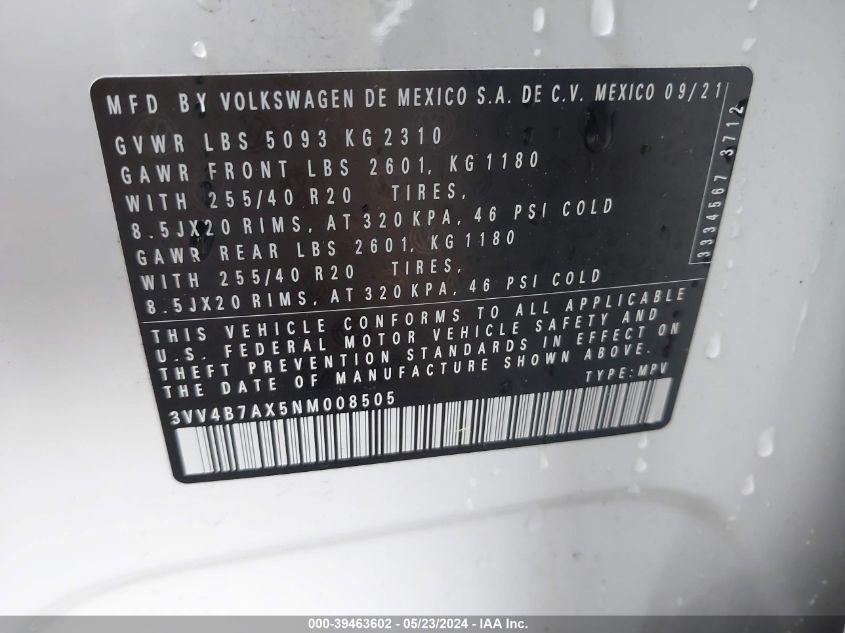 MFD BY VOLKSWAGEN DE MEXICO S.A. DE C.V. MEXICO 09/21
GVWR LBS 5093 KG 2310
GAWR FRONT LBS 2601, KG 1180
WITH 255/40 R20 TIRES,
8.5JX20 RIMS, AT 320 KPA, 46 PSI COLD
GAWR REAR LBS 2601, KG 1180
WITH 255/40 R20 TIRES,
8.5JX20 RIMS, AT 320 KPA, 46 PSI COLD
3334567 3712
THIS VEHICLE CONFORMS TO ALL APPLICABLE
U.S. FEDERAL MOTOR VEHICLE SAFETY AND
THEFT PREVENTION STANDARDS IN EFFECT ON
THE DATE OF MANUFACTURE SHOWN ABOVE.
TYPE: MPV
3VV4B7AX5NM008505
000-39463602 - 05/23/2024 - IAA Inc.